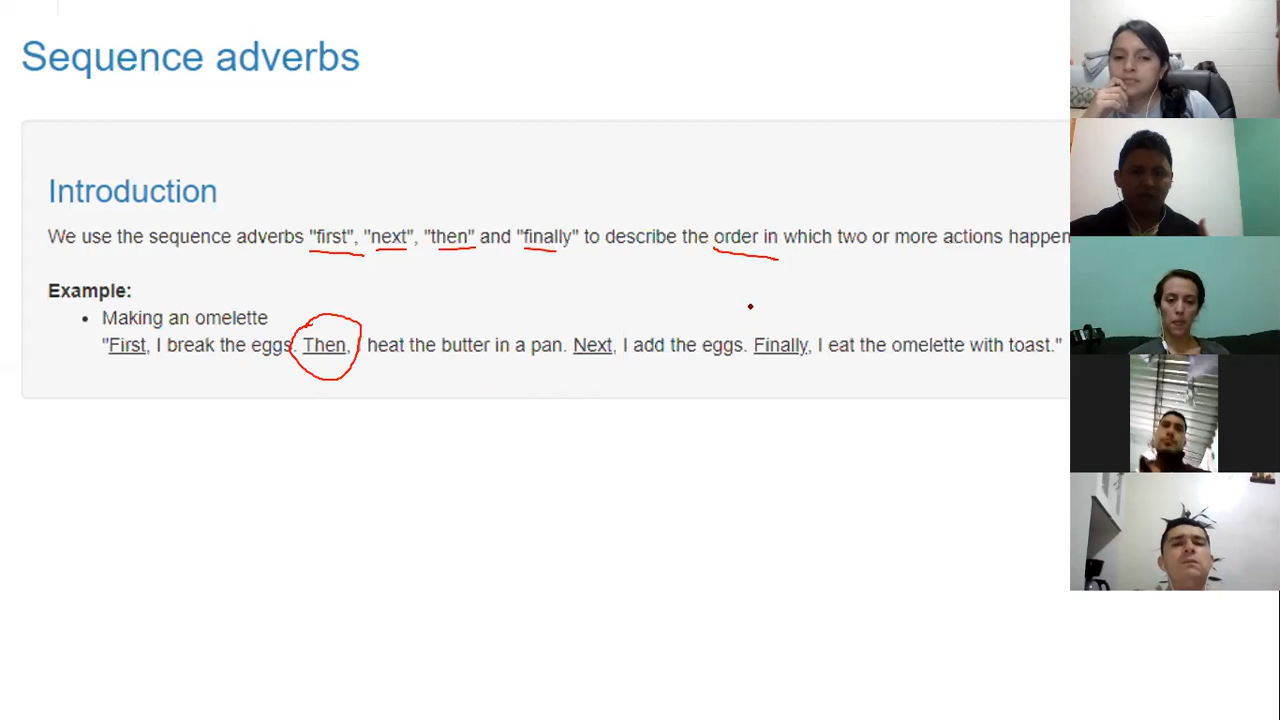 Sequence adverbs
Introduction
We use the sequence adverbs "first", "next", "then" and "finally" to describe the order in which two or more actions happen
Example:
• Making an omelette
"First, I break the eggs. Then, heat the butter in a pan. Next, I add the eggs. Finally, I eat the omelette with toast."